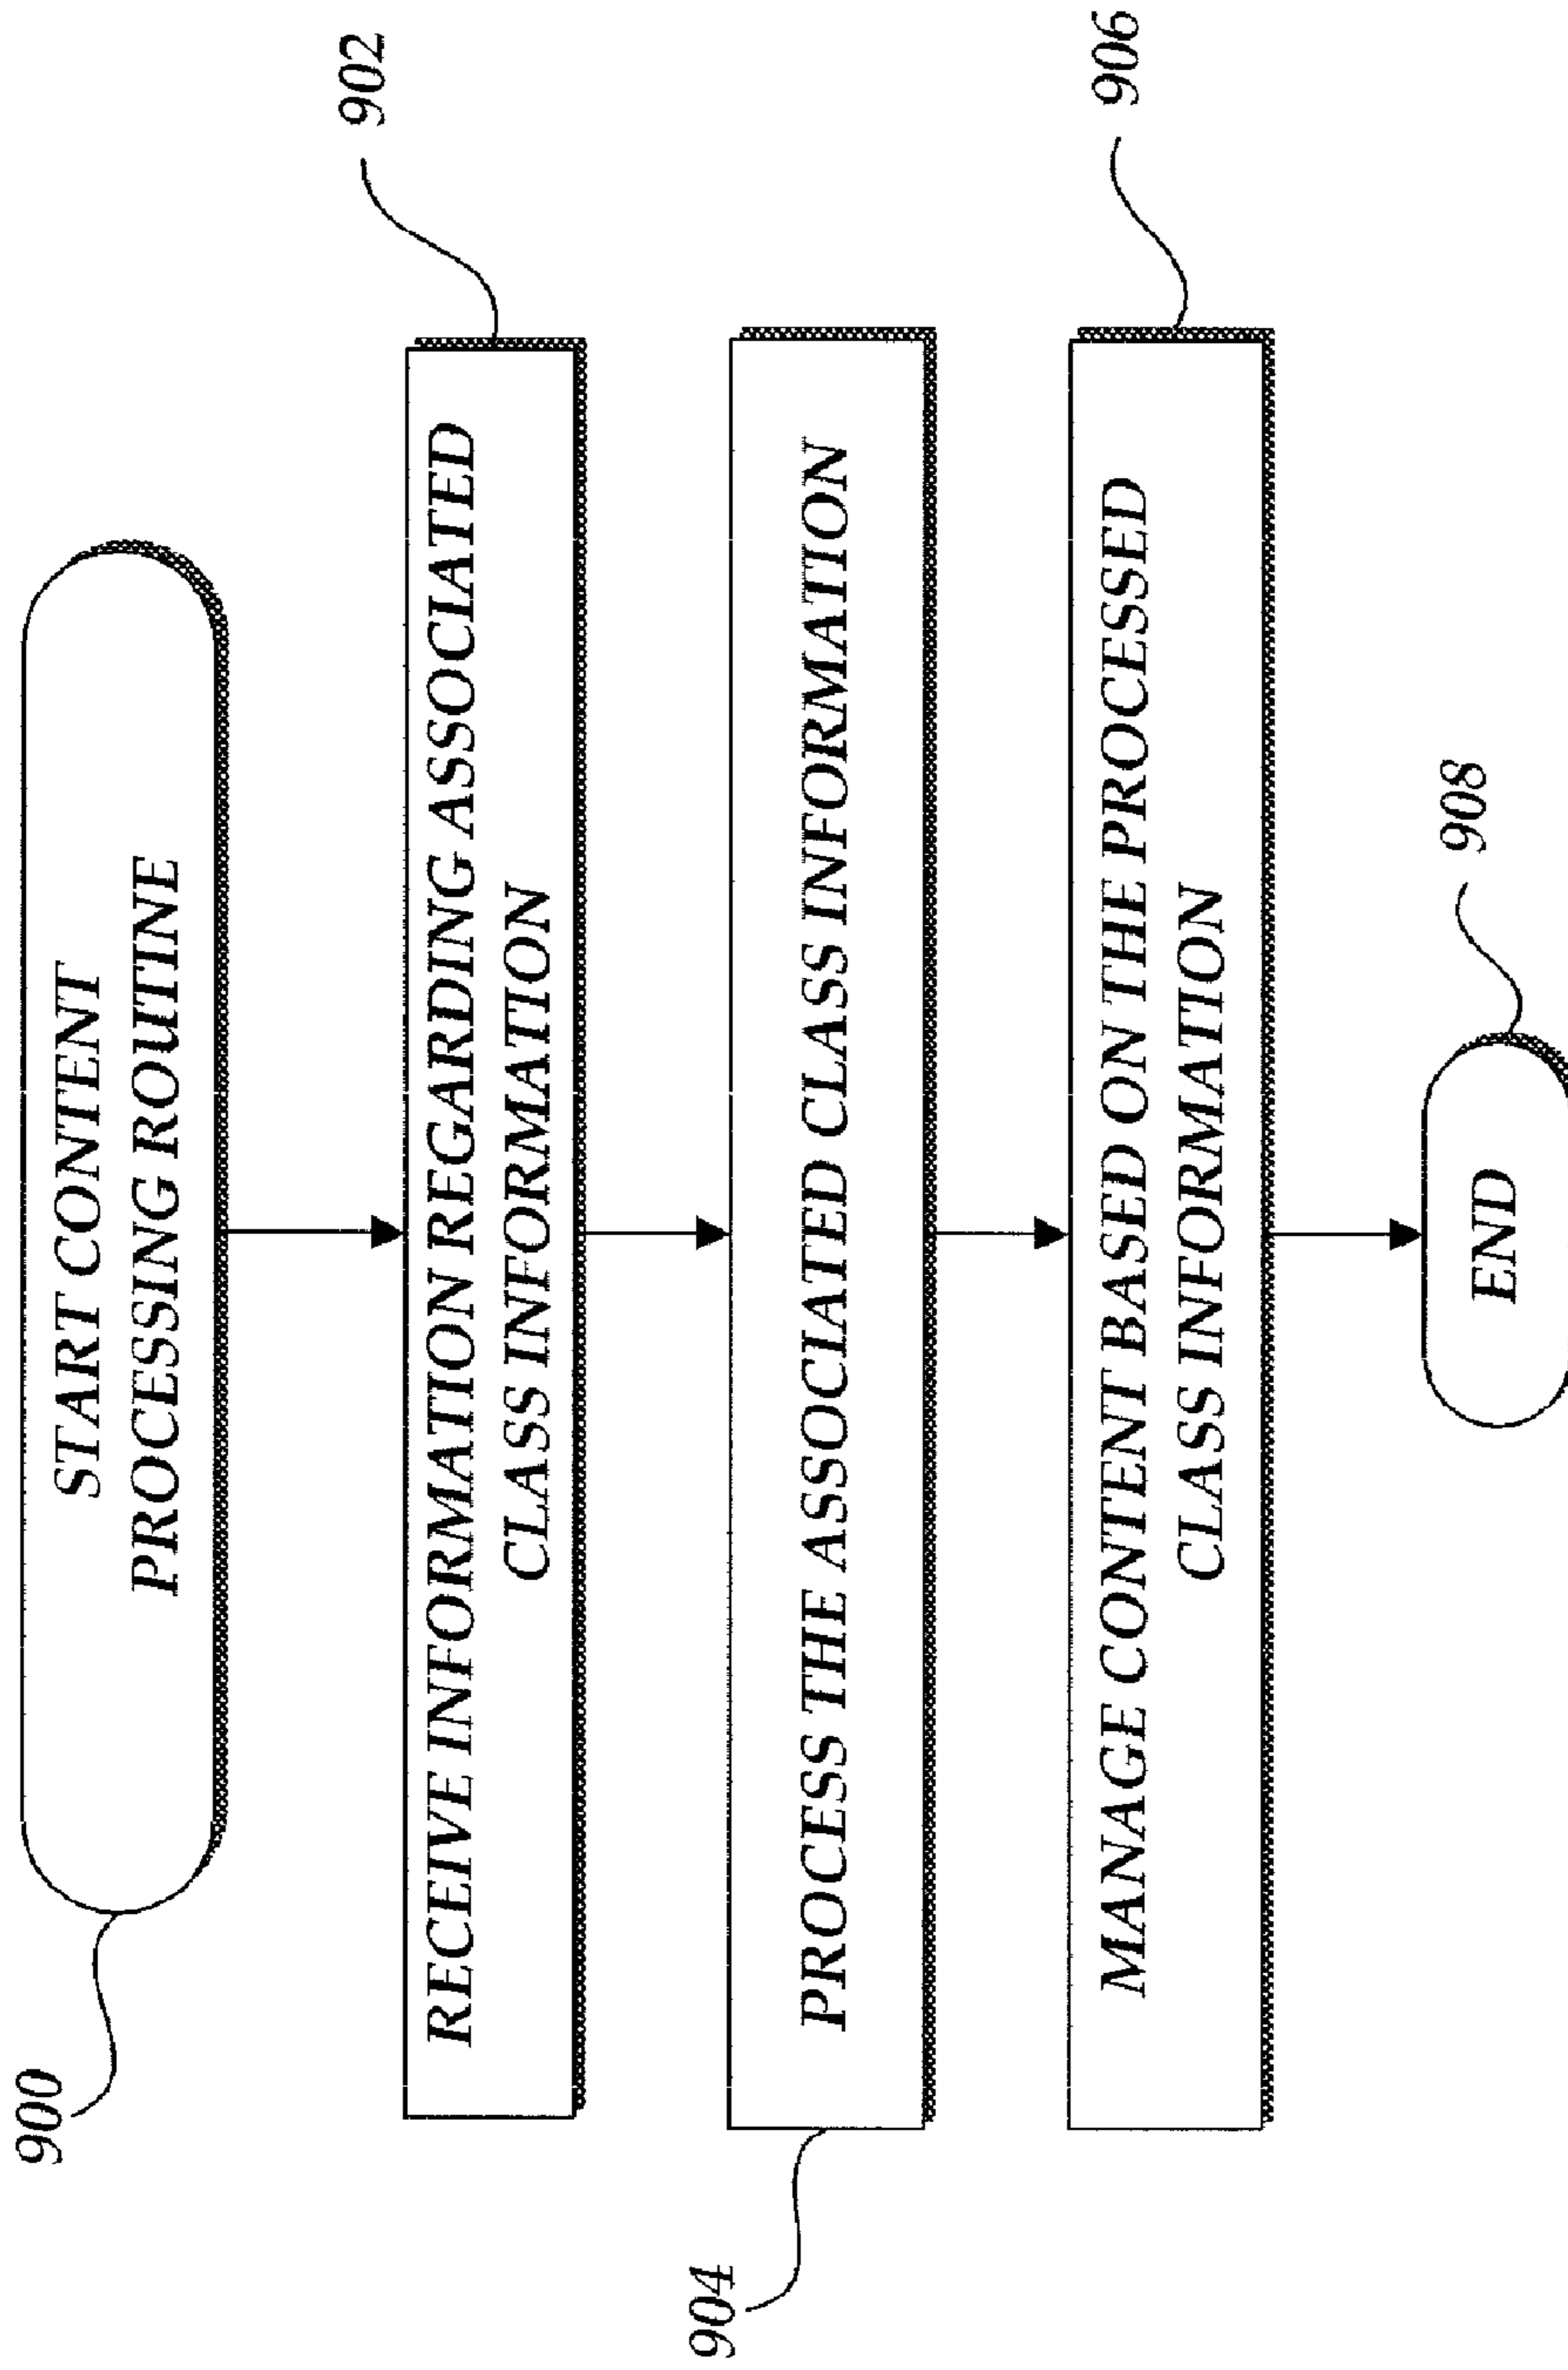 900
START CONTENT
PROCESSING ROUTINE
902
RECEIVE INFORMATION REGARDING ASSOCIATED
CLASS INFORMATION
904
PROCESS THE ASSOCIATED CLASS INFORMATION
906
MANAGE CONTENT BASED ON THE PROCESSED
CLASS INFORMATION
908
END